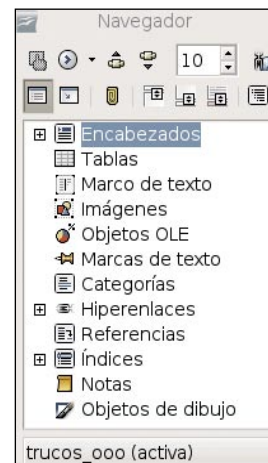 Navegador
10
Encabezados
Tablas
Marco de texto
Imágenes
Objetos OLE
Marcas de texto
Categorías
Hiperenlaces
Referencias
Índices
Notas
Objetos de dibujo
trucos_ooo (activa)